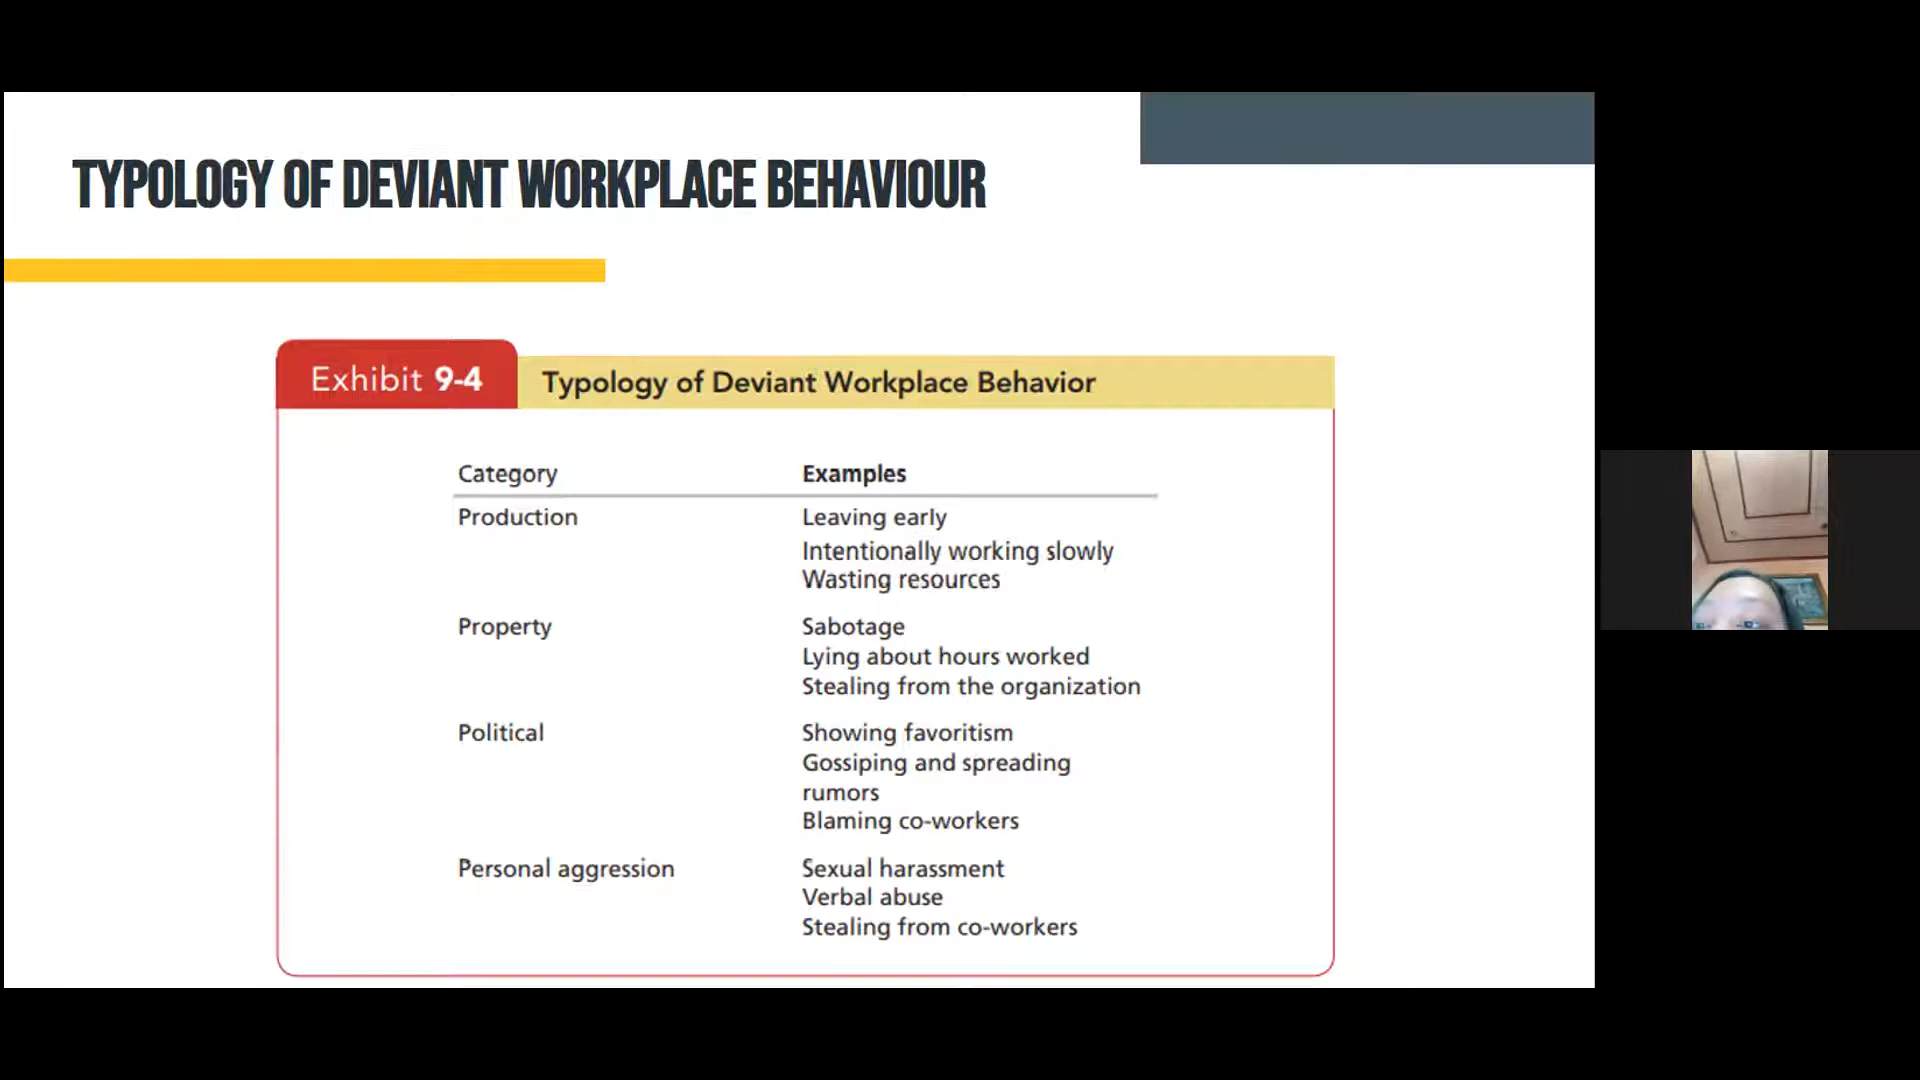 TYPOLOGY OF DEVIANT WORKPLACE BEHAVIOUR
Exhibit 9-4 Typology of Deviant Workplace Behavior
Category Examples
Production Leaving early
Intentionally working slowly
Wasting resources
Property Sabotage
Lying about hours worked
Stealing from the organization
Political Showing favoritism
Gossiping and spreading
rumors
Blaming co-workers
Personal aggression Sexual harassment
Verbal abuse
Stealing from co-workers